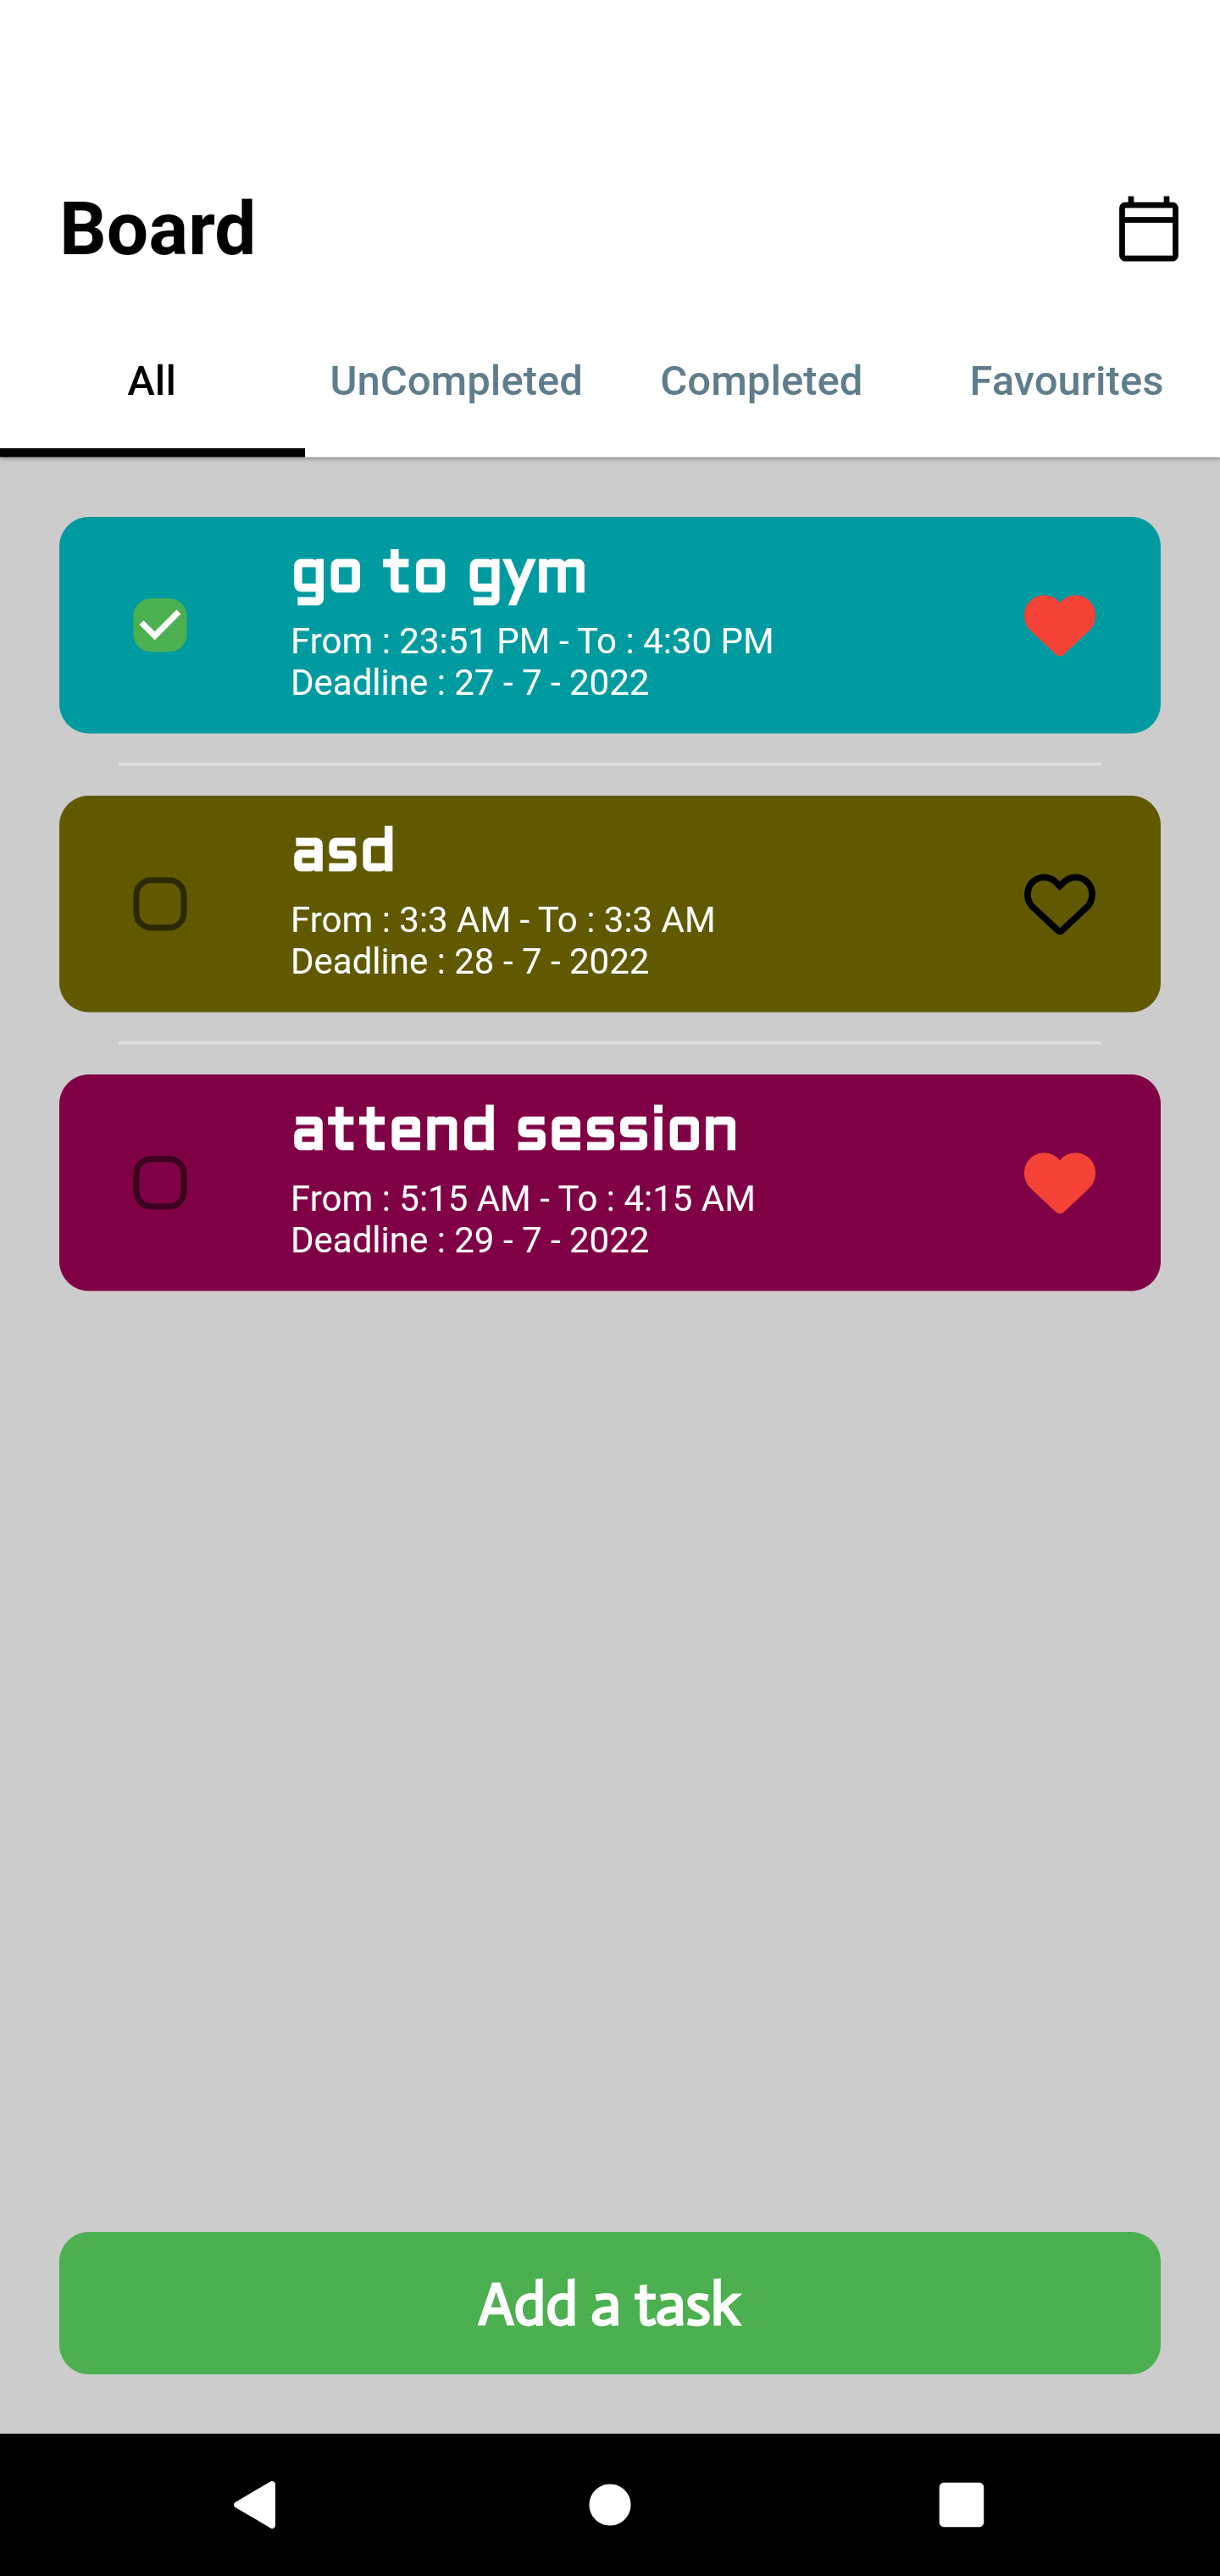 Board
All UnCompleted Completed Favourites
go to gym
From : 23:51 PM - To : 4:30 PM
Deadline : 27 - 7 - 2022
asd
From : 3:3 AM - To : 3:3 AM
Deadline : 28 - 7 - 2022
attend session
From : 5:15 AM - To : 4:15 AM
Deadline : 29 - 7 - 2022
Add a task